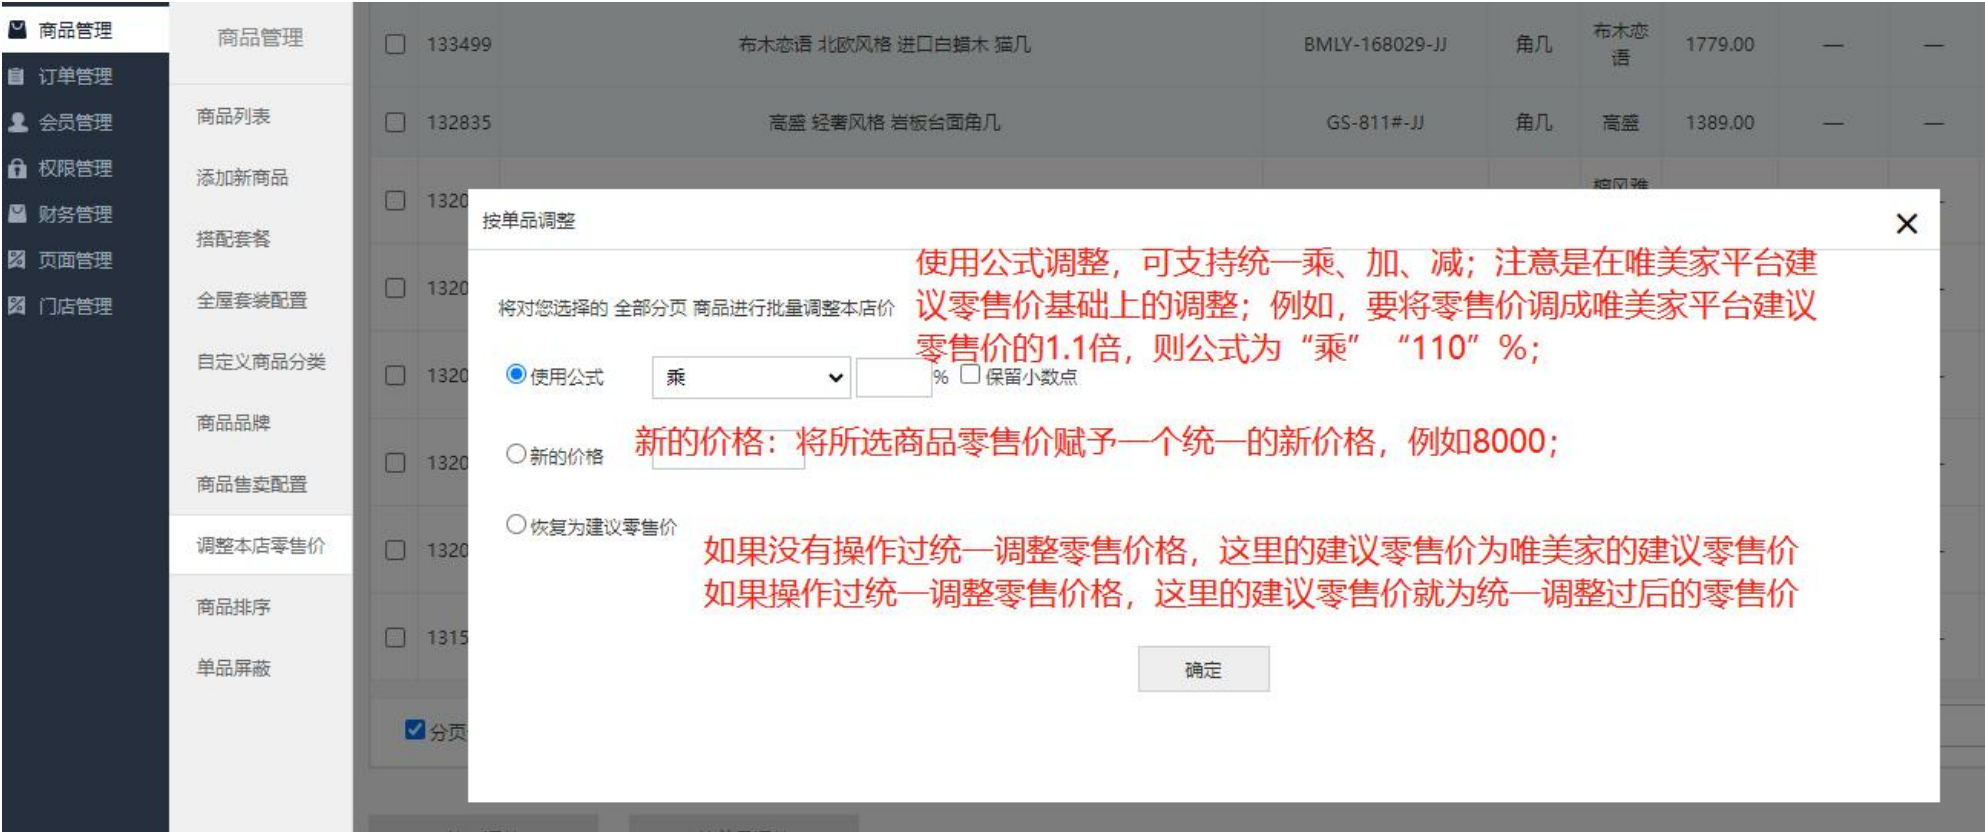 商品管理
订单管理
会员管理
权限管理
财务管理
页面管理
门店管理
商品管理
商品列表
添加新商品
搭配套餐
全屋套装配置
自定义商品分类
商品品牌
商品售卖配置
调整本店零售价
商品排序
单品屏蔽
133499 布木恋语 北欧风格 进口白蜡木 猫几 BMLY-168029-JJ 角几 布木恋语 1779.00 — —
132835 高盛 轻奢风格 岩板台面角几 GS-811#-JJ 角几 高盛 1389.00 — —
1320
1320
1320
1320
1320
1315
分页
按单品调整
使用公式调整，可支持统一乘、加、减；注意是在唯美家平台建
议零售价基础上的调整；例如，要将零售价调成唯美家平台建议
零售价的1.1倍，则公式为“乘”“110”%；
将对您选择的 全部分页 商品进行批量调整本店价
使用公式 乘 % 保留小数点
新的价格
新的价格：将所选商品零售价赋予一个统一的新价格，例如8000；
恢复为建议零售价
如果没有操作过统一调整零售价格，这里的建议零售价为唯美家的建议零售价
如果操作过统一调整零售价格，这里的建议零售价就为统一调整过后的零售价
确定